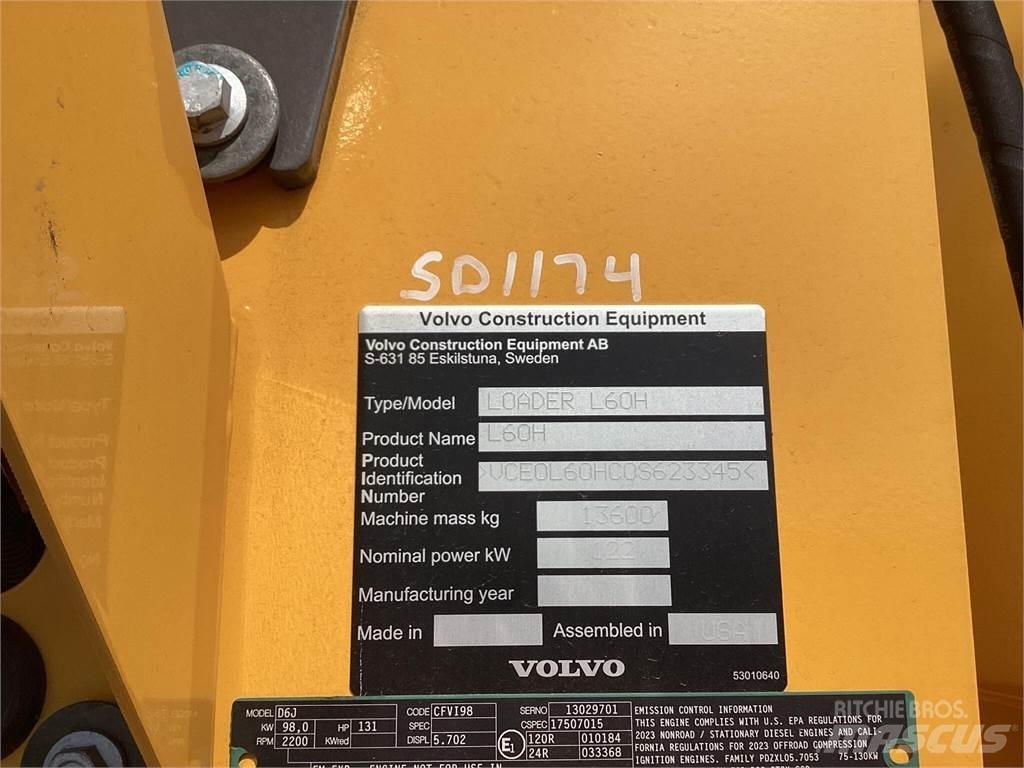 SD1174
Volvo Construction Equipment
Volvo Construction Equipment AB
S-631 85 Eskilstuna, Sweden
Type/Model LOADER L60H
Product Name L60H
Product
Identification >VCE0L60HC0S623345<
Number
Machine mass kg 13600
Nominal power kW 122
Manufacturing year
Made in Assembled in USA
VOLVO
53010640
MODEL D6J CODE CFVI98 SERNO 13029701 EMISSION CONTROL INFORMATION
KW 98,0 HP 131 SPEC CSPEC 17507015 THIS ENGINE COMPLIES WITH U.S. EPA REGULATIONS FOR
RPM 2200 KWred DISPL 5.702 E1 120R 010184 2023 NONROAD / STATIONARY DIESEL ENGINES AND CALI-
24R 033368 FORNIA REGULATIONS FOR 2023 OFFROAD COMPRESSION
IGNITION ENGINES. FAMILY PDZXL05.7053 75-130KW
RITCHIE BROS.
MASCUS